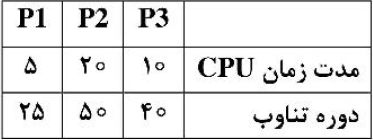 P1 P2 P3
مدت زمان CPU ۱۰ ۲۰ ۵
دوره تناوب ۴۰ ۵۰ ۲۵